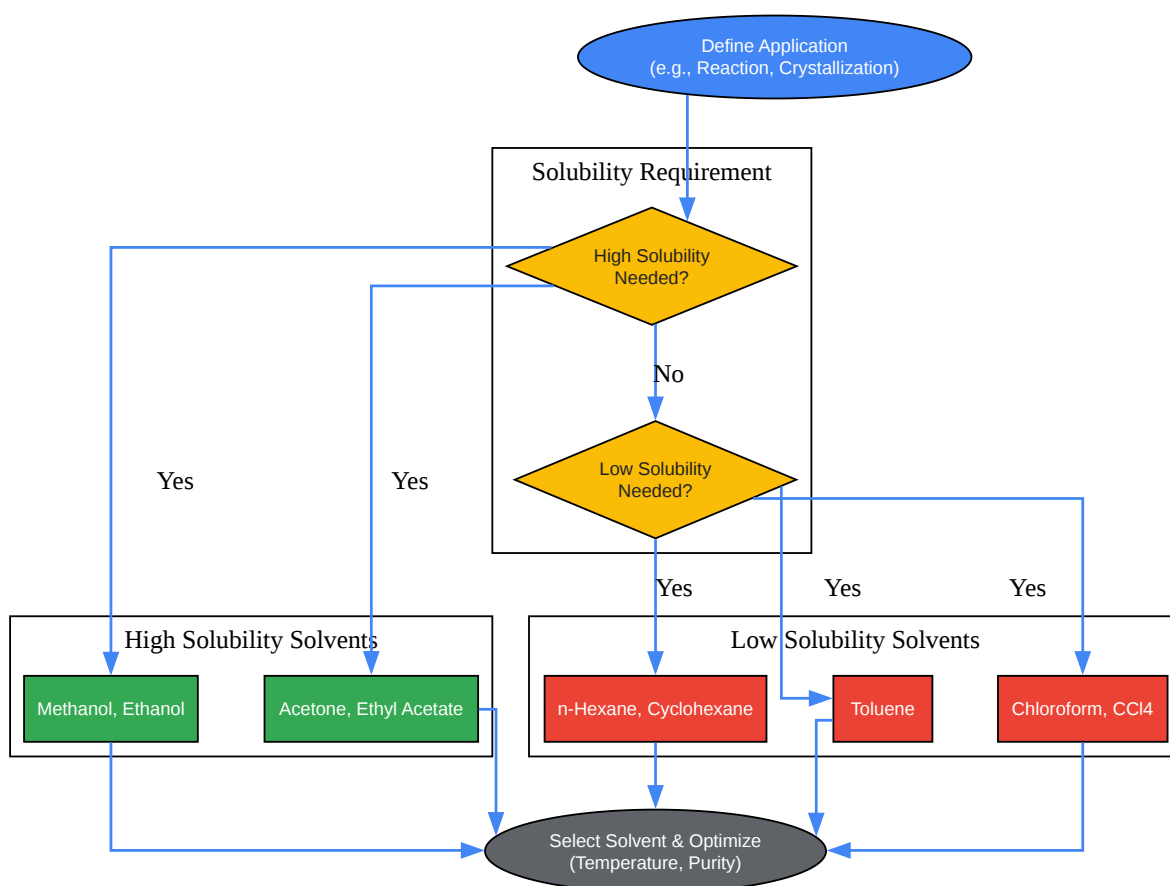 Define Application
(e.g., Reaction, Crystallization)
Solubility Requirement
High Solubility
Needed?
No
Low Solubility
Needed?
Yes
Yes
Yes
Yes
Yes
High Solubility Solvents
Low Solubility Solvents
Methanol, Ethanol
Acetone, Ethyl Acetate
n-Hexane, Cyclohexane
Toluene
Chloroform, CCl4
Select Solvent & Optimize
(Temperature, Purity)